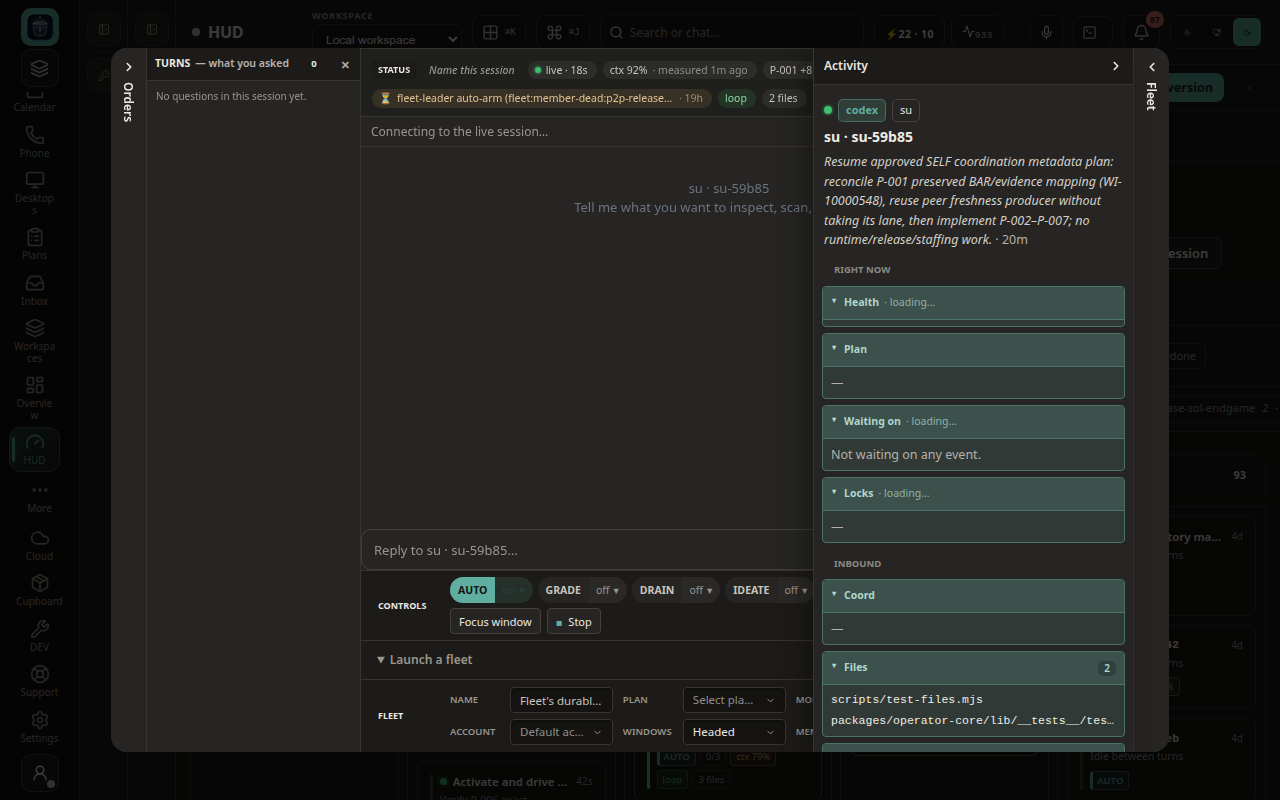 WORKSPACE
HUD
Local workspace
⌘K
⌘J
Search or chat...
⚡22 · 10
933
87
Calendar
Phone
Desktop
s
Plans
Inbox
Workspa
ces
Overvie
w
HUD
More
Cloud
Cupboard
DEV
Support
Settings
Orders
TURNS — what you asked 0 ×
No questions in this session yet.
STATUS Name this session live · 18s ctx 92% · measured 1m ago P-001 +8
⏳ fleet-leader auto-arm (fleet:member-dead:p2p-release... · 19h loop 2 files
Connecting to the live session...
su · su-59b85
Tell me what you want to inspect, scan,
Reply to su · su-59b85...
CONTROLS
AUTO GRADE off ▾ DRAIN off ▾ IDEATE off ▾
Focus window Stop
▼ Launch a fleet
FLEET
NAME Fleet's durabl... PLAN Select pla... MO
ACCOUNT Default ac... WINDOWS Headed MEM
Activity
codex su
su · su-59b85
Resume approved SELF coordination metadata plan:
reconcile P-001 preserved BAR/evidence mapping (WI-
10000548), reuse peer freshness producer without
taking its lane, then implement P-002–P-007; no
runtime/release/staffing work. · 20m
RIGHT NOW
Health · loading...
Plan
—
Waiting on · loading...
Not waiting on any event.
Locks · loading...
—
INBOUND
Coord
—
Files 2
scripts/test-files.mjs
packages/operator-core/lib/__tests__/tes…
Fleet
version
ession
done
ase-sol-endgame 2
93
tory ma... 4d
rns
4d
rns
eb 4d
Idle between turns
AUTO
Activate and drive ... 42s
AUTO 0/3 ctx 79%
loop 3 files